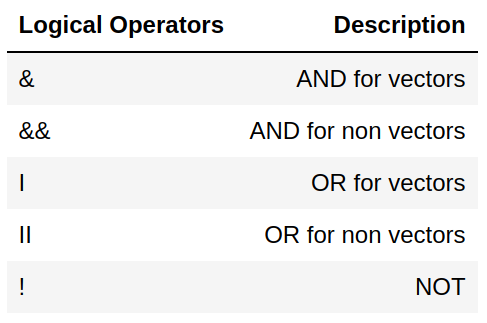 Logical Operators Description
& AND for vectors
&& AND for non vectors
I OR for vectors
II OR for non vectors
! NOT